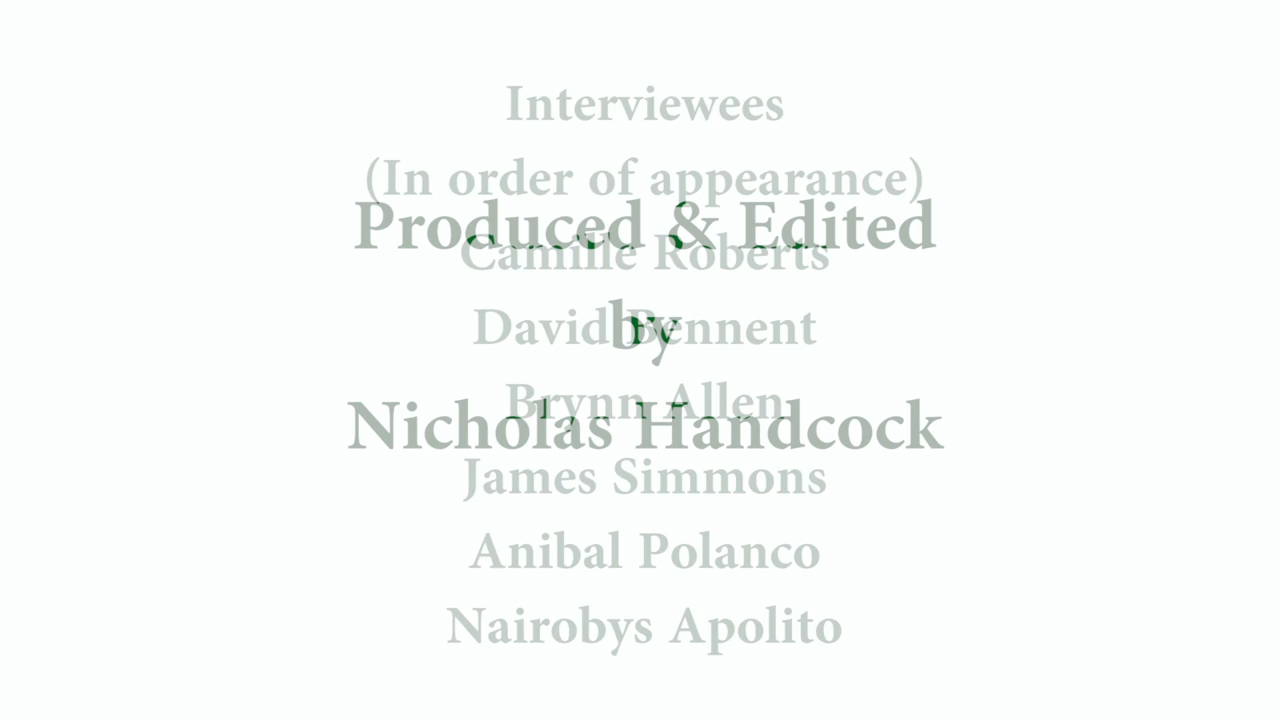 Interviewees
(In order of appearance)
Produced & Edited
Camille Roberts
David Bennent
by
Brynn Allen
Nicholas Handcock
James Simmons
Anibal Polanco
Nairobys Apolito